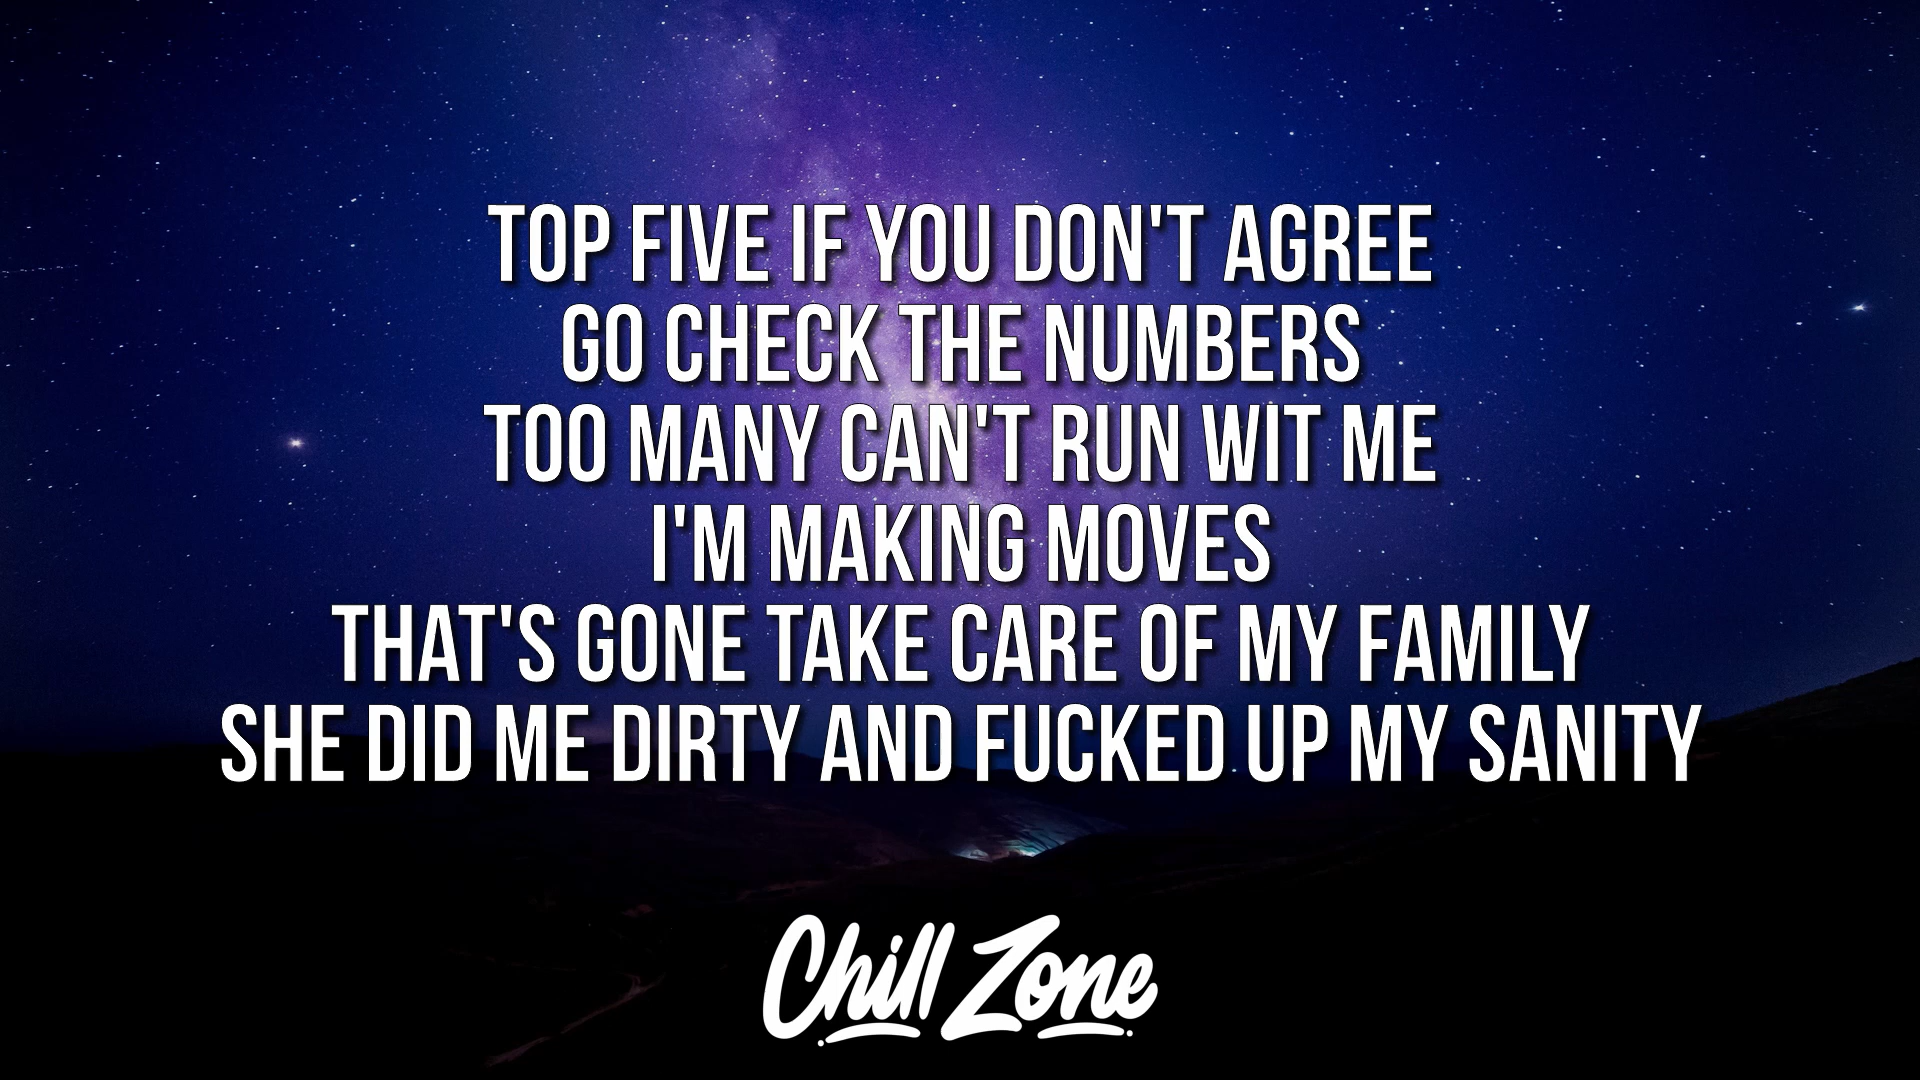 TOP FIVE IF YOU DON'T AGREE
GO CHECK THE NUMBERS
TOO MANY CAN'T RUN WIT ME
I'M MAKING MOVES
THAT'S GONE TAKE CARE OF MY FAMILY
SHE DID ME DIRTY AND FUCKED UP MY SANITY
Chill Zone